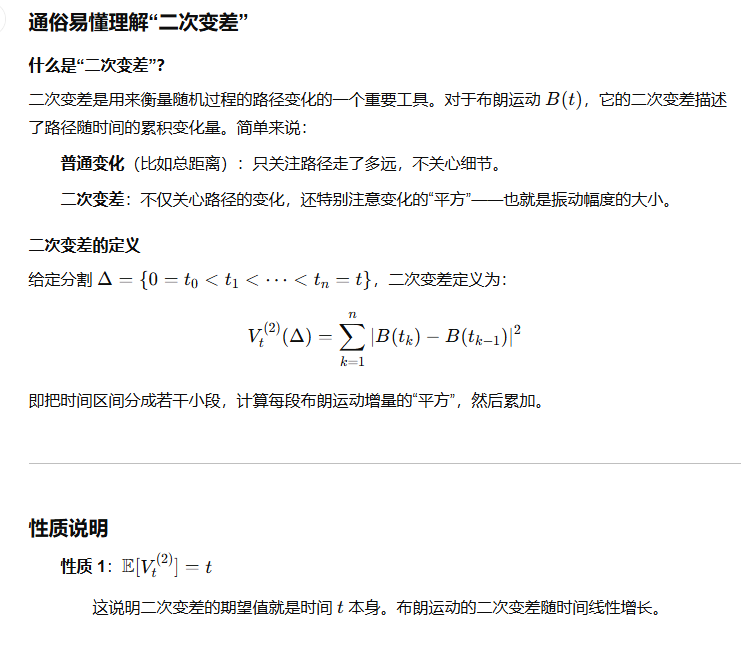 通俗易懂理解“二次变差”
什么是“二次变差”?
二次变差是用来衡量随机过程的路径变化的一个重要工具。对于布朗运动 B(t)，它的二次变差描述
了路径随时间的累积变化量。简单来说：
普通变化（比如总距离）：只关注路径走了多远，不关心细节。
二次变差：不仅关心路径的变化，还特别注意变化的“平方”——也就是振动幅度的大小。
二次变差的定义
给定分割 Δ = {0 = t₀ < t₁ < ⋯ < tₙ = t}，二次变差定义为：
V_t^{(2)}(Δ) = ∑_{k=1}^{n} |B(t_k) − B(t_{k−1})|²
即把时间区间分成若干小段，计算每段布朗运动增量的“平方”，然后累加。
性质说明
性质 1：𝔼[V_t^{(2)}] = t
这说明二次变差的期望值就是时间 t 本身。布朗运动的二次变差随时间线性增长。